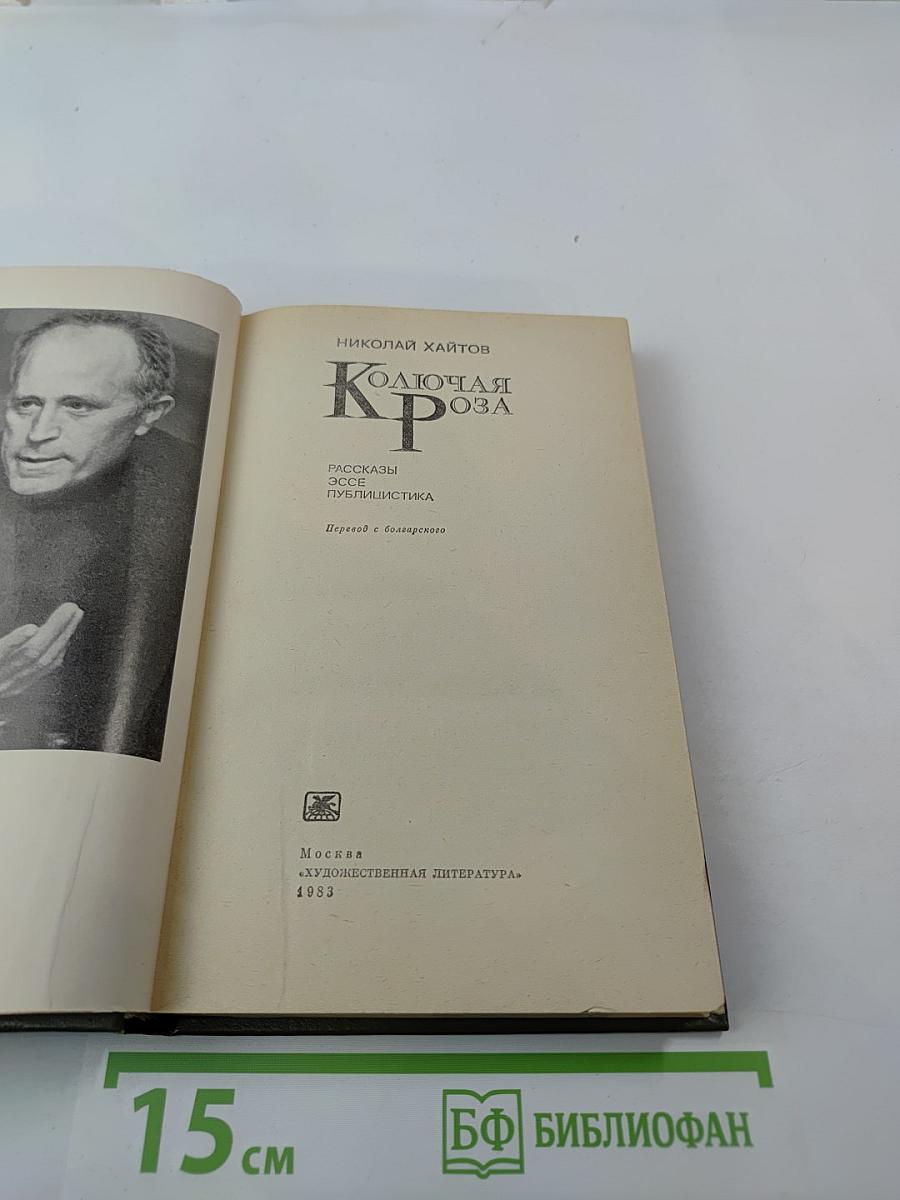 НИКОЛАЙ ХАЙТОВ
КОЛЮЧАЯ
РОЗА
РАССКАЗЫ
ЭССЕ
ПУБЛИЦИСТИКА
Перевод с болгарского
Москва
«ХУДОЖЕСТВЕННАЯ ЛИТЕРАТУРА»
1983
15 см
БФ БИБЛИОФАН